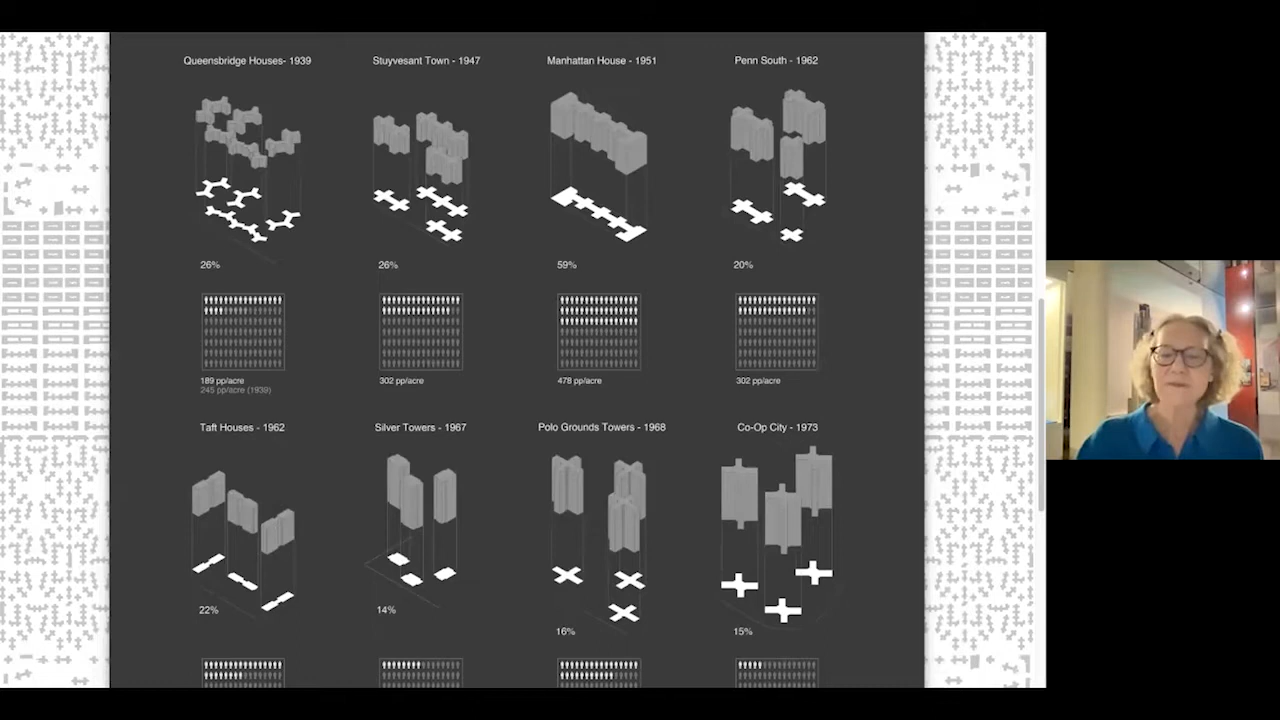 Queensbridge Houses- 1939
Stuyvesant Town - 1947
Manhattan House - 1951
Penn South - 1962
26%
26%
59%
20%
189 pp/acre
245 pp/acre (1939)
302 pp/acre
478 pp/acre
302 pp/acre
Taft Houses - 1962
Silver Towers - 1967
Polo Grounds Towers - 1968
Co-Op City - 1973
22%
14%
16%
15%